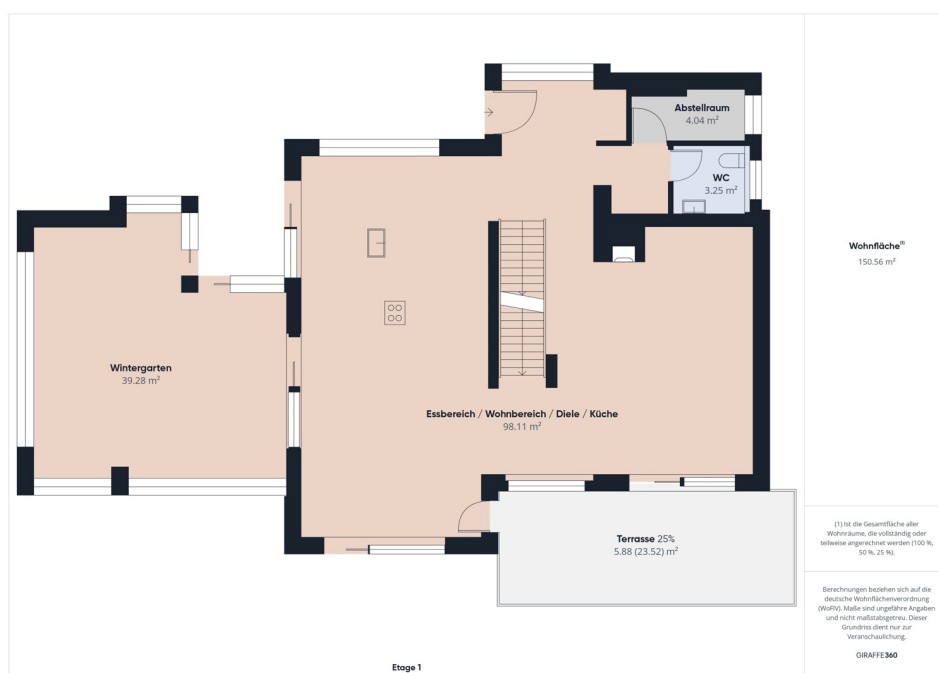 Abstellraum
4.04 m²
WC
3.25 m²
Wohnfläche⁽¹⁾
150.56 m²
Wintergarten
39.28 m²
Essbereich / Wohnbereich / Diele / Küche
98.11 m²
Terrasse 25%
5.88 (23.52) m²
(1) Ist die Gesamtfläche aller
Wohnräume, die vollständig oder
teilweise angerechnet werden (100 %,
50 %, 25 %).
Berechnungen beziehen sich auf die
deutsche Wohnflächenverordnung
(WoFlV). Maße sind ungefähre Angaben
und nicht maßstabsgetreu. Dieser
Grundriss dient nur zur
Veranschaulichung.
GIRAFFE360
Etage 1